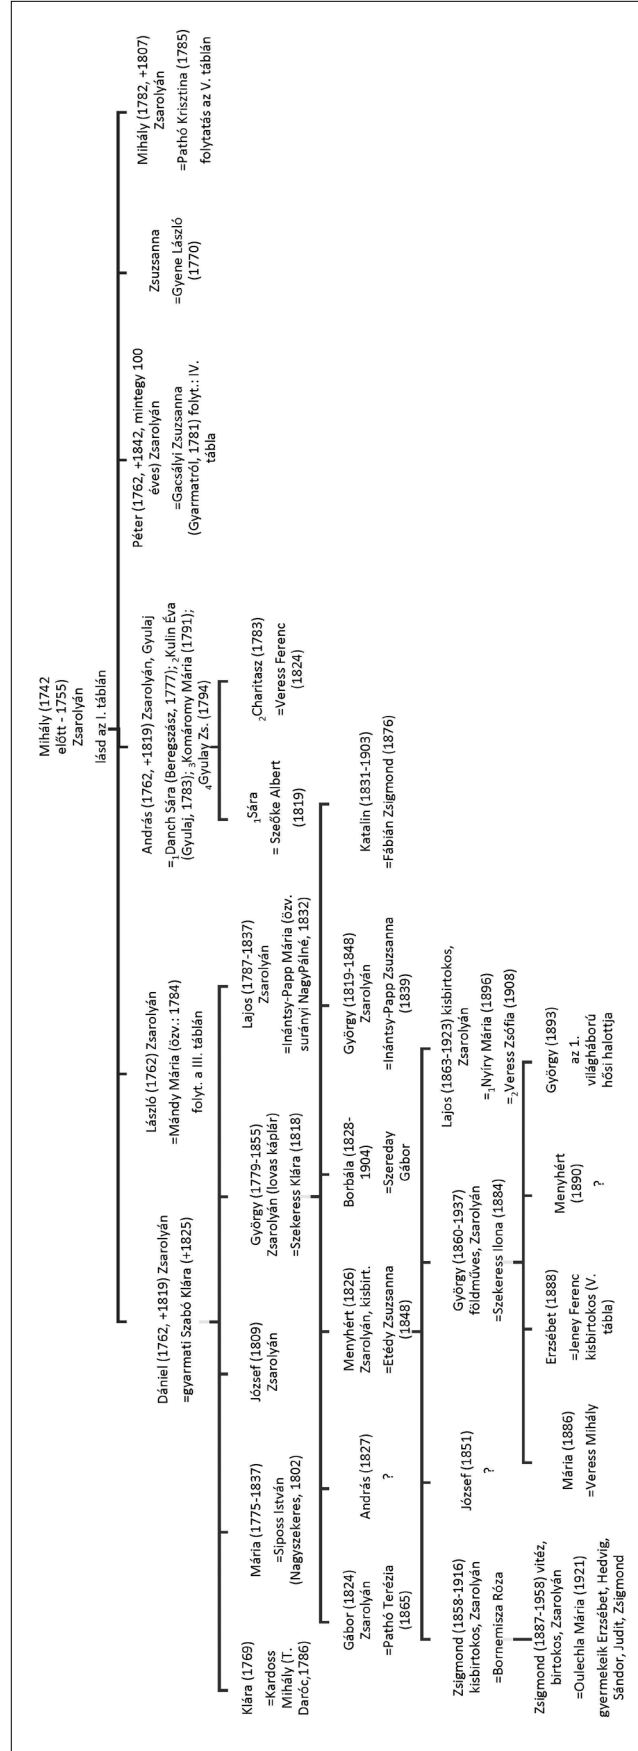 Mihály (1742
előtt - 1755)
Zsarolyán
lásd az I. táblán
Dániel (1762, +1819) Zsarolyán
=gyarmati Szabó Klára (+1825)
László (1762) Zsarolyán
=Mándy Mária (özv.: 1784)
folyt. a III. táblán
András (1762, +1819) Zsarolyán, Gyulaj
=₁Danch Sára (Beregszász, 1777); ₂Kulin Éva
(Gyulaj, 1783); ₃Komáromy Mária (1791);
₄Gyulay Zs. (1794)
Péter (1762, +1842, mintegy 100
éves) Zsarolyán
=Gacsályi Zsuzsanna
(Gyarmatról, 1781) folyt.: IV.
tábla
Zsuzsanna
=Gyene László
(1770)
Mihály (1782, +1807)
Zsarolyán
=Pathó Krisztina (1785)
folytatás az V. táblán
Klára (1769)
=Kardoss
Mihály (T.
Daróc,1786)
Mária (1775-1837)
=Siposs István
(Nagyszekeres, 1802)
József (1809)
Zsarolyán
György (1779-1855)
Zsarolyán (lovas káplár)
=Szekeress Klára (1818)
Lajos (1787-1837)
Zsarolyán
=Inántsy-Papp Mária (özv.
surányi NagyPálné, 1832)
₁Sára
= Szeőke Albert
(1819)
₂Charitasz (1783)
=Veress Ferenc
(1824)
Gábor (1824)
Zsarolyán
=Pathó Terézia
(1865)
András (1827)
?
Menyhért (1826)
Zsarolyán, kisbirt.
=Etédy Zsuzsanna
(1848)
Borbála (1828-
1904)
=Szereday
Gábor
György (1819-1848)
Zsarolyán
=Inántsy-Papp Zsuzsanna
(1839)
Katalin (1831-1903)
=Fábián Zsigmond (1876)
Zsigmond (1858-1916)
kisbirtokos, Zsarolyán
=Bornemisza Róza
József (1851)
?
György (1860-1937)
földműves, Zsarolyán
=Szekeress Ilona (1884)
Lajos (1863-1923) kisbirtokos,
Zsarolyán
=₁Nyíry Mária (1896)
=₂Veress Zsófia (1908)
Zsigmond (1887-1958) vitéz,
birtokos, Zsarolyán
=Oulechla Mária (1921)
gyermekeik Erzsébet, Hedvig,
Sándor, Judit, Zsigmond
Mária (1886)
=Veress Mihály
Erzsébet (1888)
=Jeney Ferenc
kisbirtokos (V.
tábla)
Menyhért
(1890)
?
György (1893)
az 1.
világháború
hősi halottja